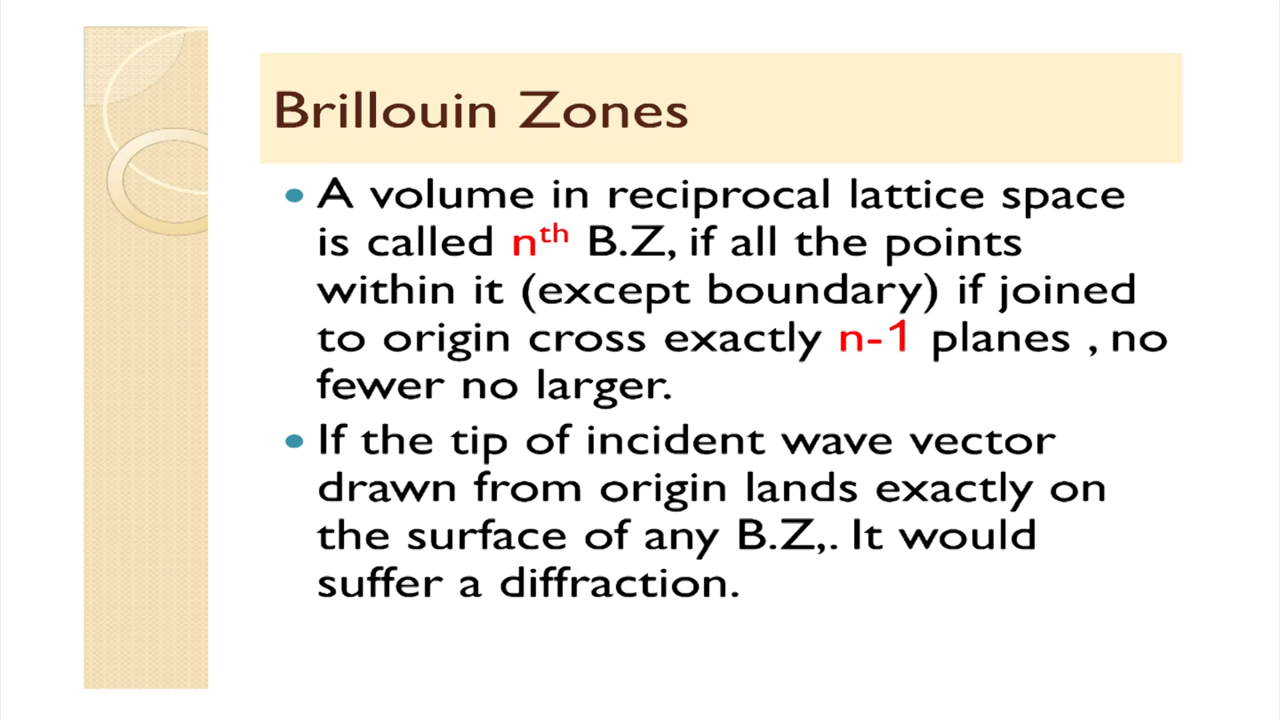 Brillouin Zones
• A volume in reciprocal lattice space
is called nth B.Z, if all the points
within it (except boundary) if joined
to origin cross exactly n-1 planes , no
fewer no larger.
• If the tip of incident wave vector
drawn from origin lands exactly on
the surface of any B.Z,. It would
suffer a diffraction.